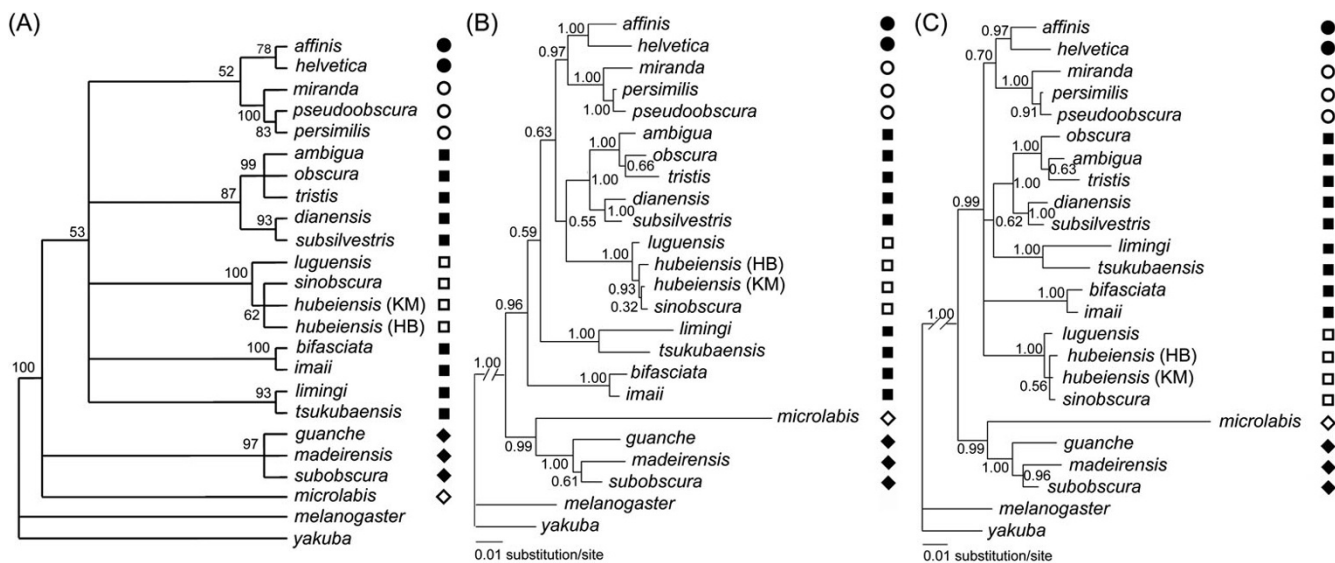 (A)
78
affinis
helvetica
52
miranda
100
pseudoobscura
83
persimilis
ambigua
99
obscura
tristis
87
dianensis
93
subsilvestris
53
luguensis
100
sinobscura
hubeiensis (KM)
62
hubeiensis (HB)
100
bifasciata
imaii
100
limingi
93
tsukubaensis
guanche
97
madeirensis
subobscura
microlabis
melanogaster
yakuba
(B)
1.00
affinis
helvetica
0.97
miranda
1.00
persimilis
1.00
pseudoobscura
0.63
ambigua
1.00
obscura
0.66
tristis
1.00
dianensis
1.00
0.55
subsilvestris
luguensis
0.59
1.00
hubeiensis (HB)
0.93
hubeiensis (KM)
0.32
sinobscura
0.96
limingi
1.00
tsukubaensis
1.00
bifasciata
1.00
imaii
microlabis
0.99
guanche
1.00
madeirensis
0.61
subobscura
melanogaster
yakuba
0.01 substitution/site
(C)
0.97
affinis
helvetica
0.70
miranda
1.00
persimilis
0.91
pseudoobscura
obscura
1.00
ambigua
0.63
tristis
1.00
dianensis
0.99
1.00
0.62
subsilvestris
limingi
1.00
tsukubaensis
bifasciata
1.00
imaii
1.00
luguensis
1.00
hubeiensis (HB)
0.56
hubeiensis (KM)
sinobscura
microlabis
0.99
guanche
1.00
madeirensis
0.96
subobscura
melanogaster
yakuba
0.01 substitution/site